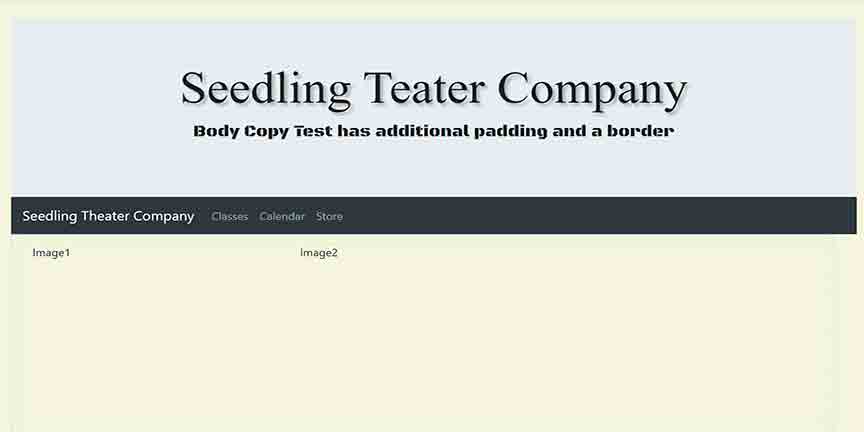 Seedling Teater Company
Body Copy Test has additional padding and a border
Seedling Theater Company Classes Calendar Store
Image1 Image2